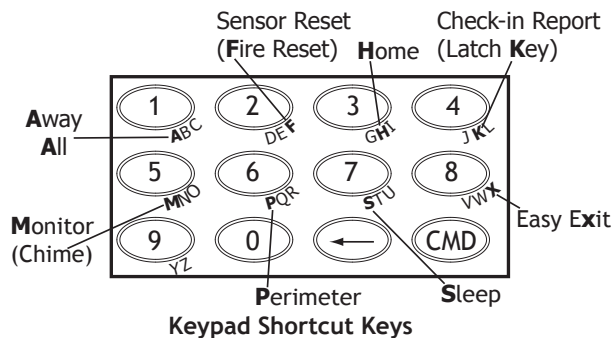 Sensor Reset
(Fire Reset)
Home
Check-in Report
(Latch Key)
Away
All
1 2 3 4
ABC DEF GHI JKL
5 6 7 8
MNO PQR STU VWX
Monitor
(Chime)
Easy Exit
9 0 ← CMD
YZ
Perimeter
Sleep
Keypad Shortcut Keys